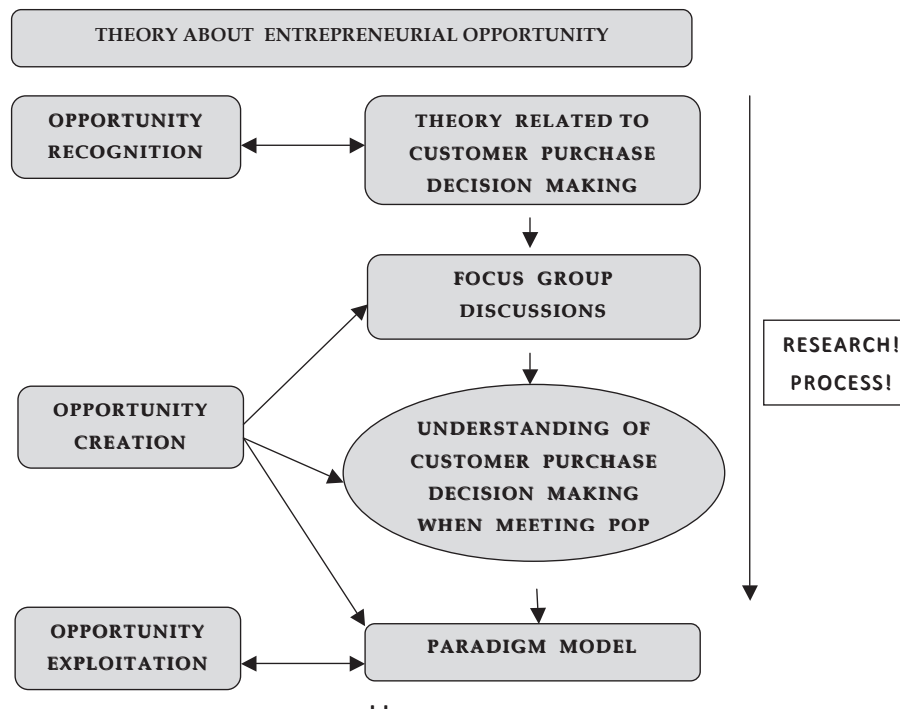 THEORY ABOUT ENTREPRENEURIAL OPPORTUNITY
OPPORTUNITY
RECOGNITION
THEORY RELATED TO
CUSTOMER PURCHASE
DECISION MAKING
FOCUS GROUP
DISCUSSIONS
RESEARCH!
PROCESS!
OPPORTUNITY
CREATION
UNDERSTANDING OF
CUSTOMER PURCHASE
DECISION MAKING
WHEN MEETING POP
OPPORTUNITY
EXPLOITATION
PARADIGM MODEL